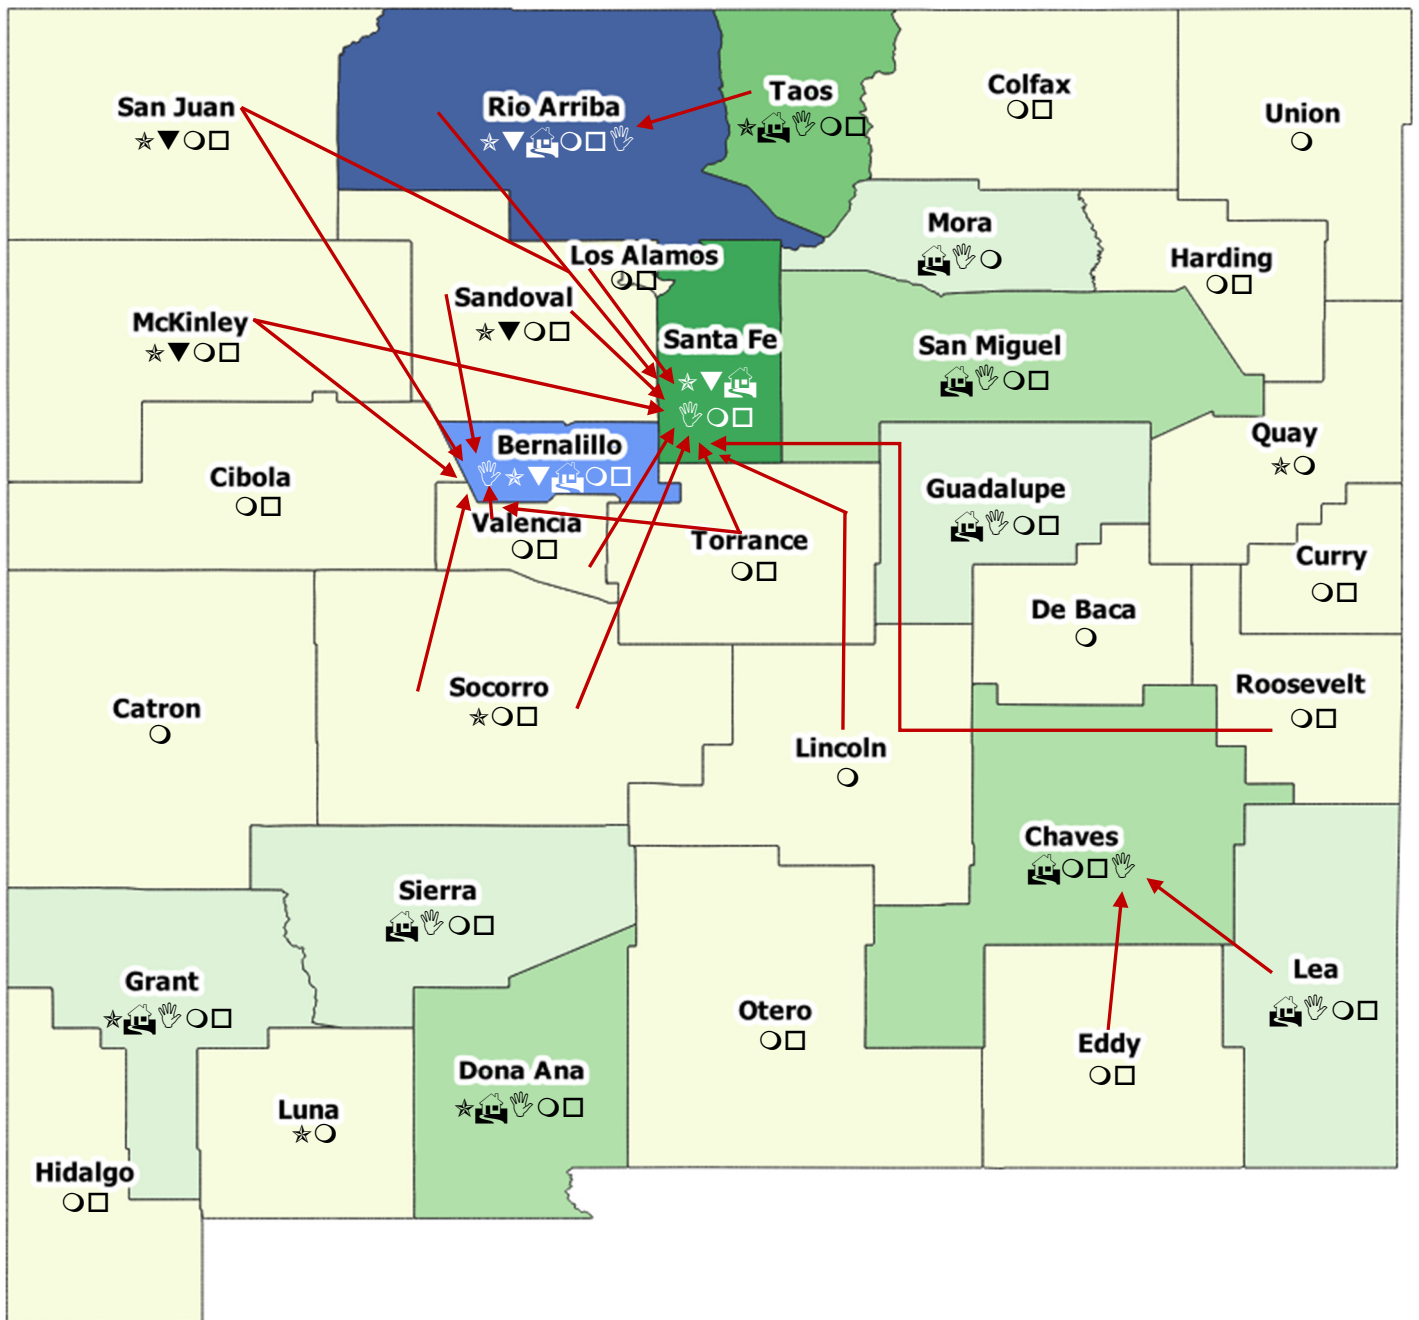 San Juan
Rio Arriba
Taos
Colfax
Union
Mora
Harding
Los Alamos
Sandoval
McKinley
Santa Fe
San Miguel
Quay
Bernalillo
Cibola
Guadalupe
Valencia
Torrance
Curry
De Baca
Socorro
Roosevelt
Catron
Lincoln
Chaves
Sierra
Lea
Grant
Otero
Eddy
Dona Ana
Luna
Hidalgo